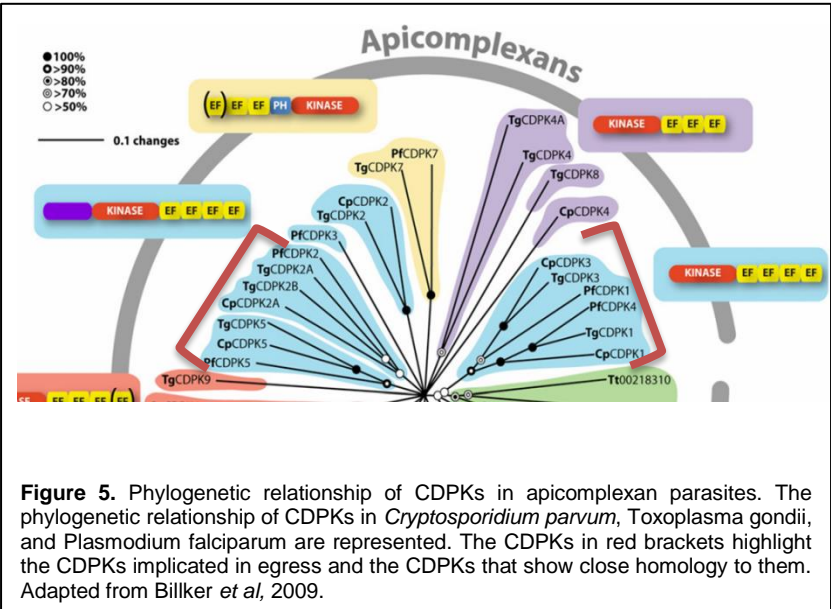 Apicomplexans
100%
>90%
>80%
>70%
>50%
0.1 changes
(EF) EF EF PH KINASE
KINASE EF EF EF
KINASE EF EF EF EF
KINASE EF EF EF EF
TgCDPK4A
TgCDPK4
TgCDPK8
CpCDPK4
PfCDPK7
TgCDPK7
CpCDPK2
TgCDPK2
PfCDPK3
PfCDPK2
TgCDPK2A
TgCDPK2B
CpCDPK2A
TgCDPK5
CpCDPK5
PfCDPK5
TgCDPK9
CpCDPK3
TgCDPK3
PfCDPK1
PfCDPK4
TgCDPK1
CpCDPK1
Tt00218310
SE EF EF EF (EF)
Figure 5. Phylogenetic relationship of CDPKs in apicomplexan parasites. The
phylogenetic relationship of CDPKs in Cryptosporidium parvum, Toxoplasma gondii,
and Plasmodium falciparum are represented. The CDPKs in red brackets highlight
the CDPKs implicated in egress and the CDPKs that show close homology to them.
Adapted from Billker et al, 2009.